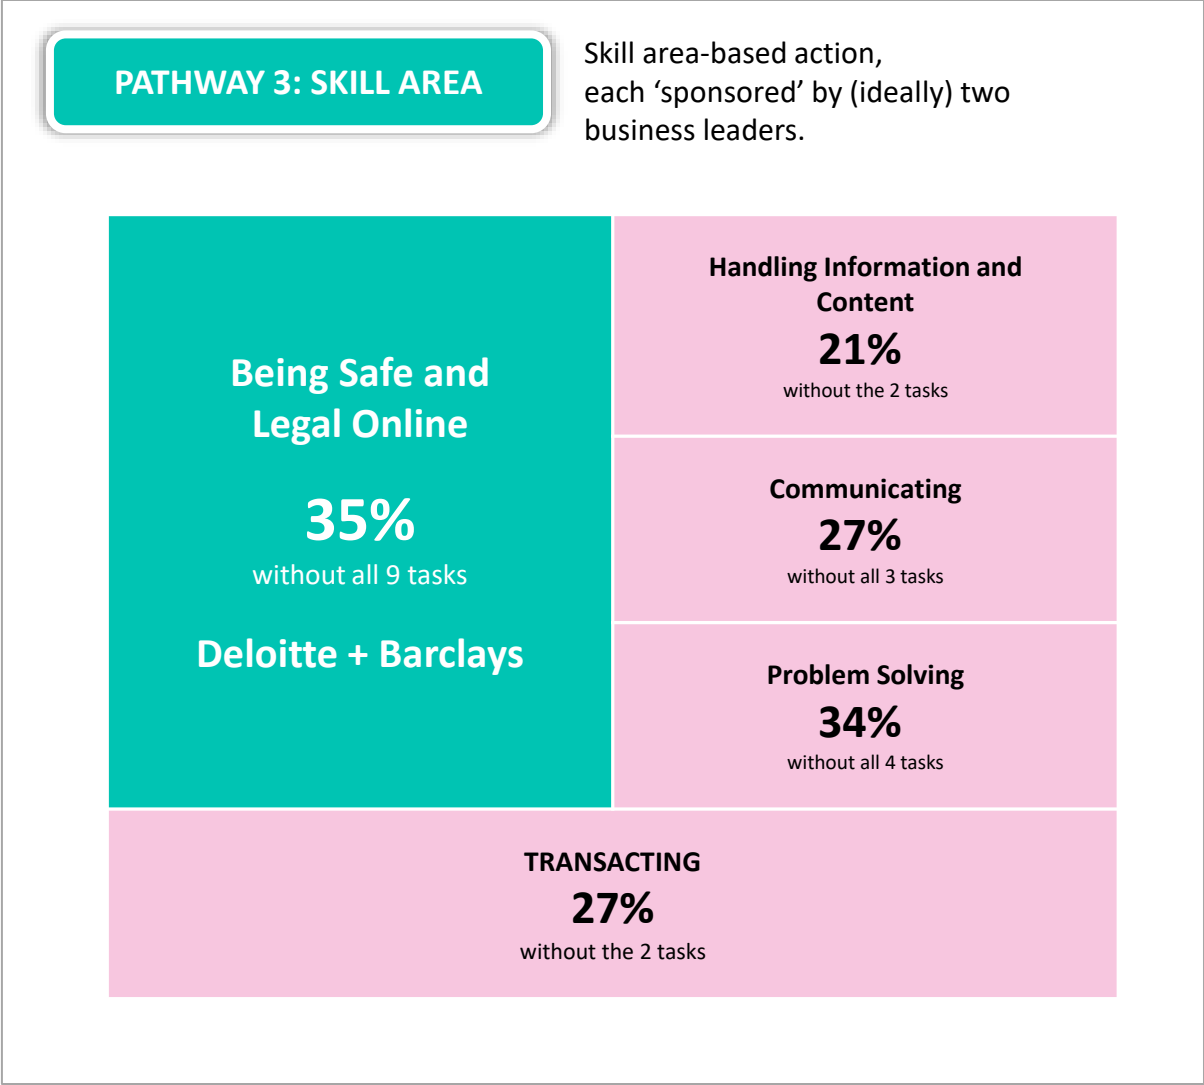 PATHWAY 3: SKILL AREA
Skill area-based action,
each ‘sponsored’ by (ideally) two
business leaders.
Being Safe and
Legal Online
35%
without all 9 tasks
Deloitte + Barclays
Handling Information and
Content
21%
without the 2 tasks
Communicating
27%
without all 3 tasks
Problem Solving
34%
without all 4 tasks
TRANSACTING
27%
without the 2 tasks